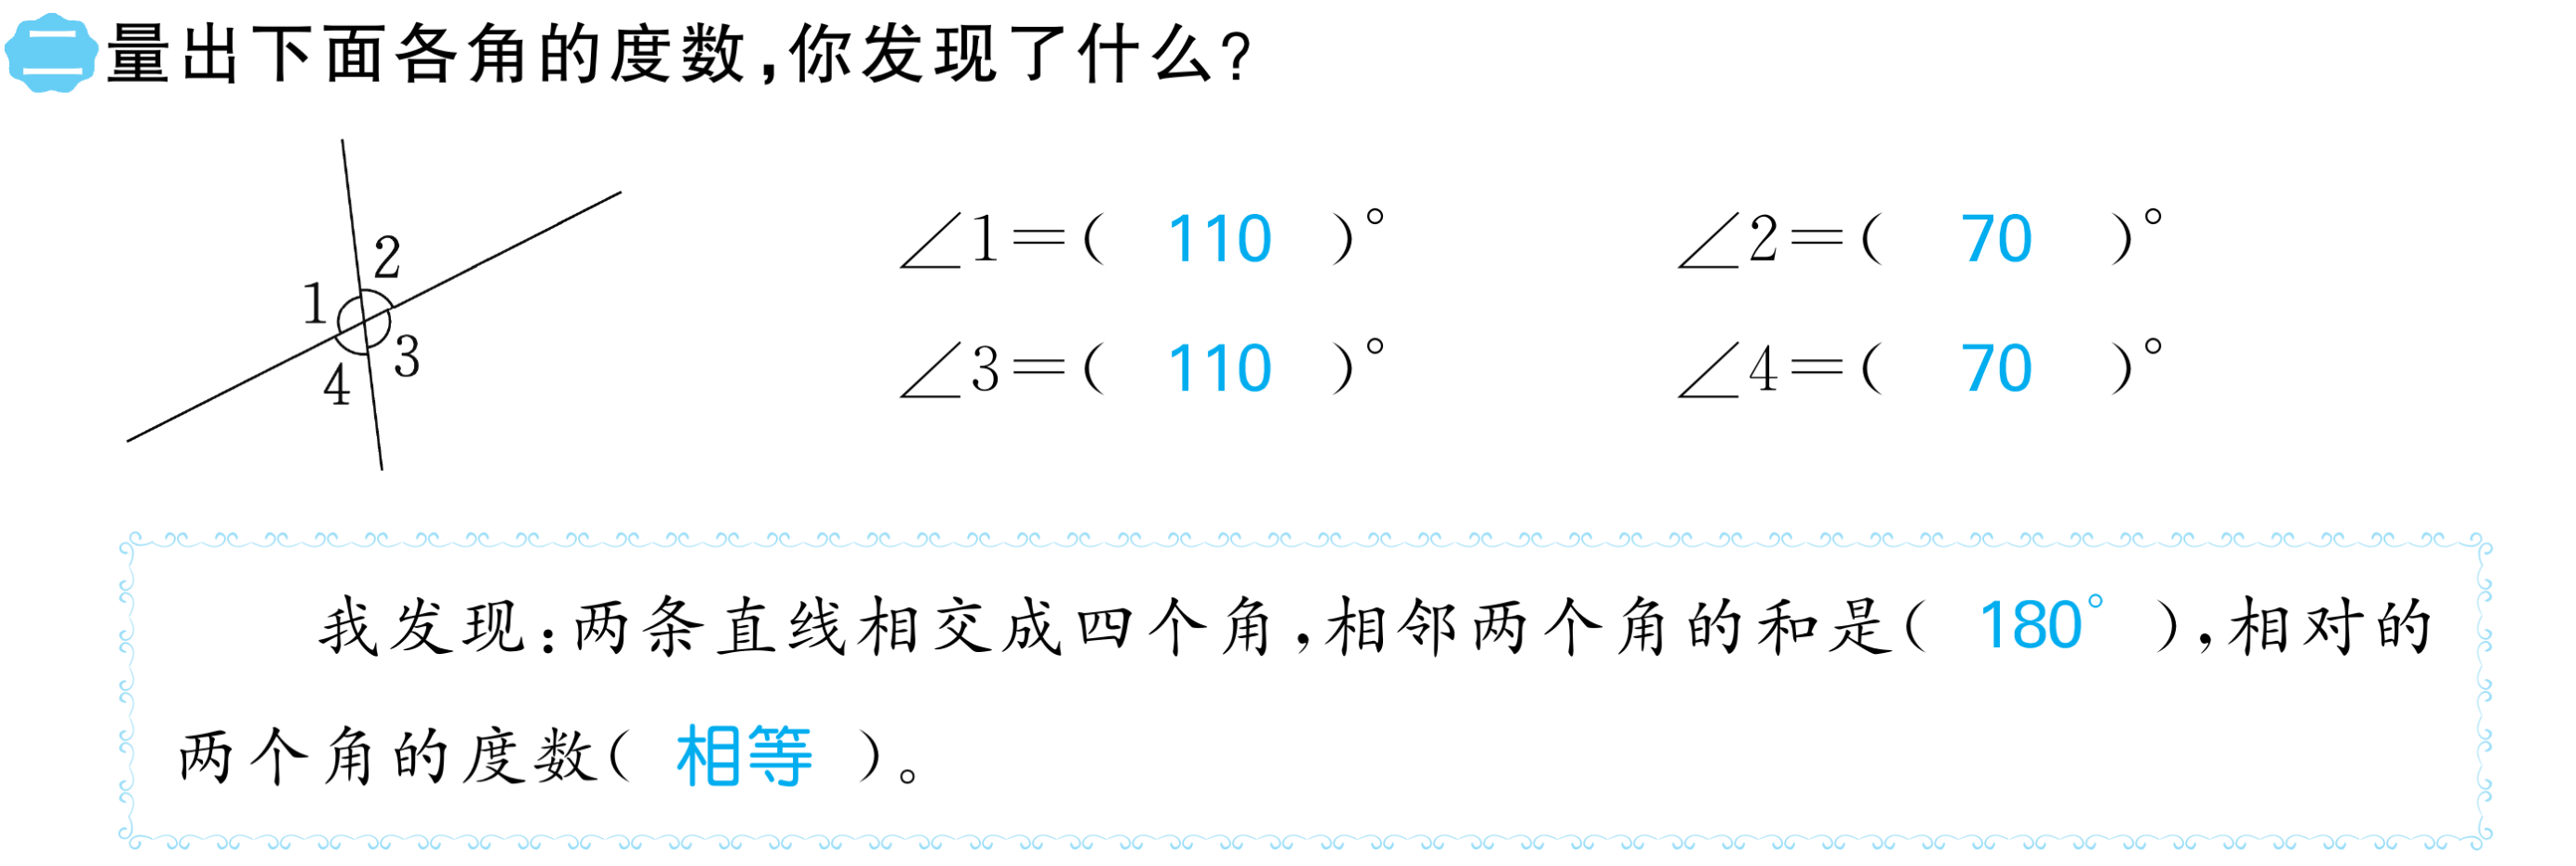 二 量出下面各角的度数,你发现了什么?
1 2 3 4
∠1=( 110 )° ∠2=( 70 )°
∠3=( 110 )° ∠4=( 70 )°
我发现:两条直线相交成四个角,相邻两个角的和是( 180° ),相对的
两个角的度数( 相等 )。